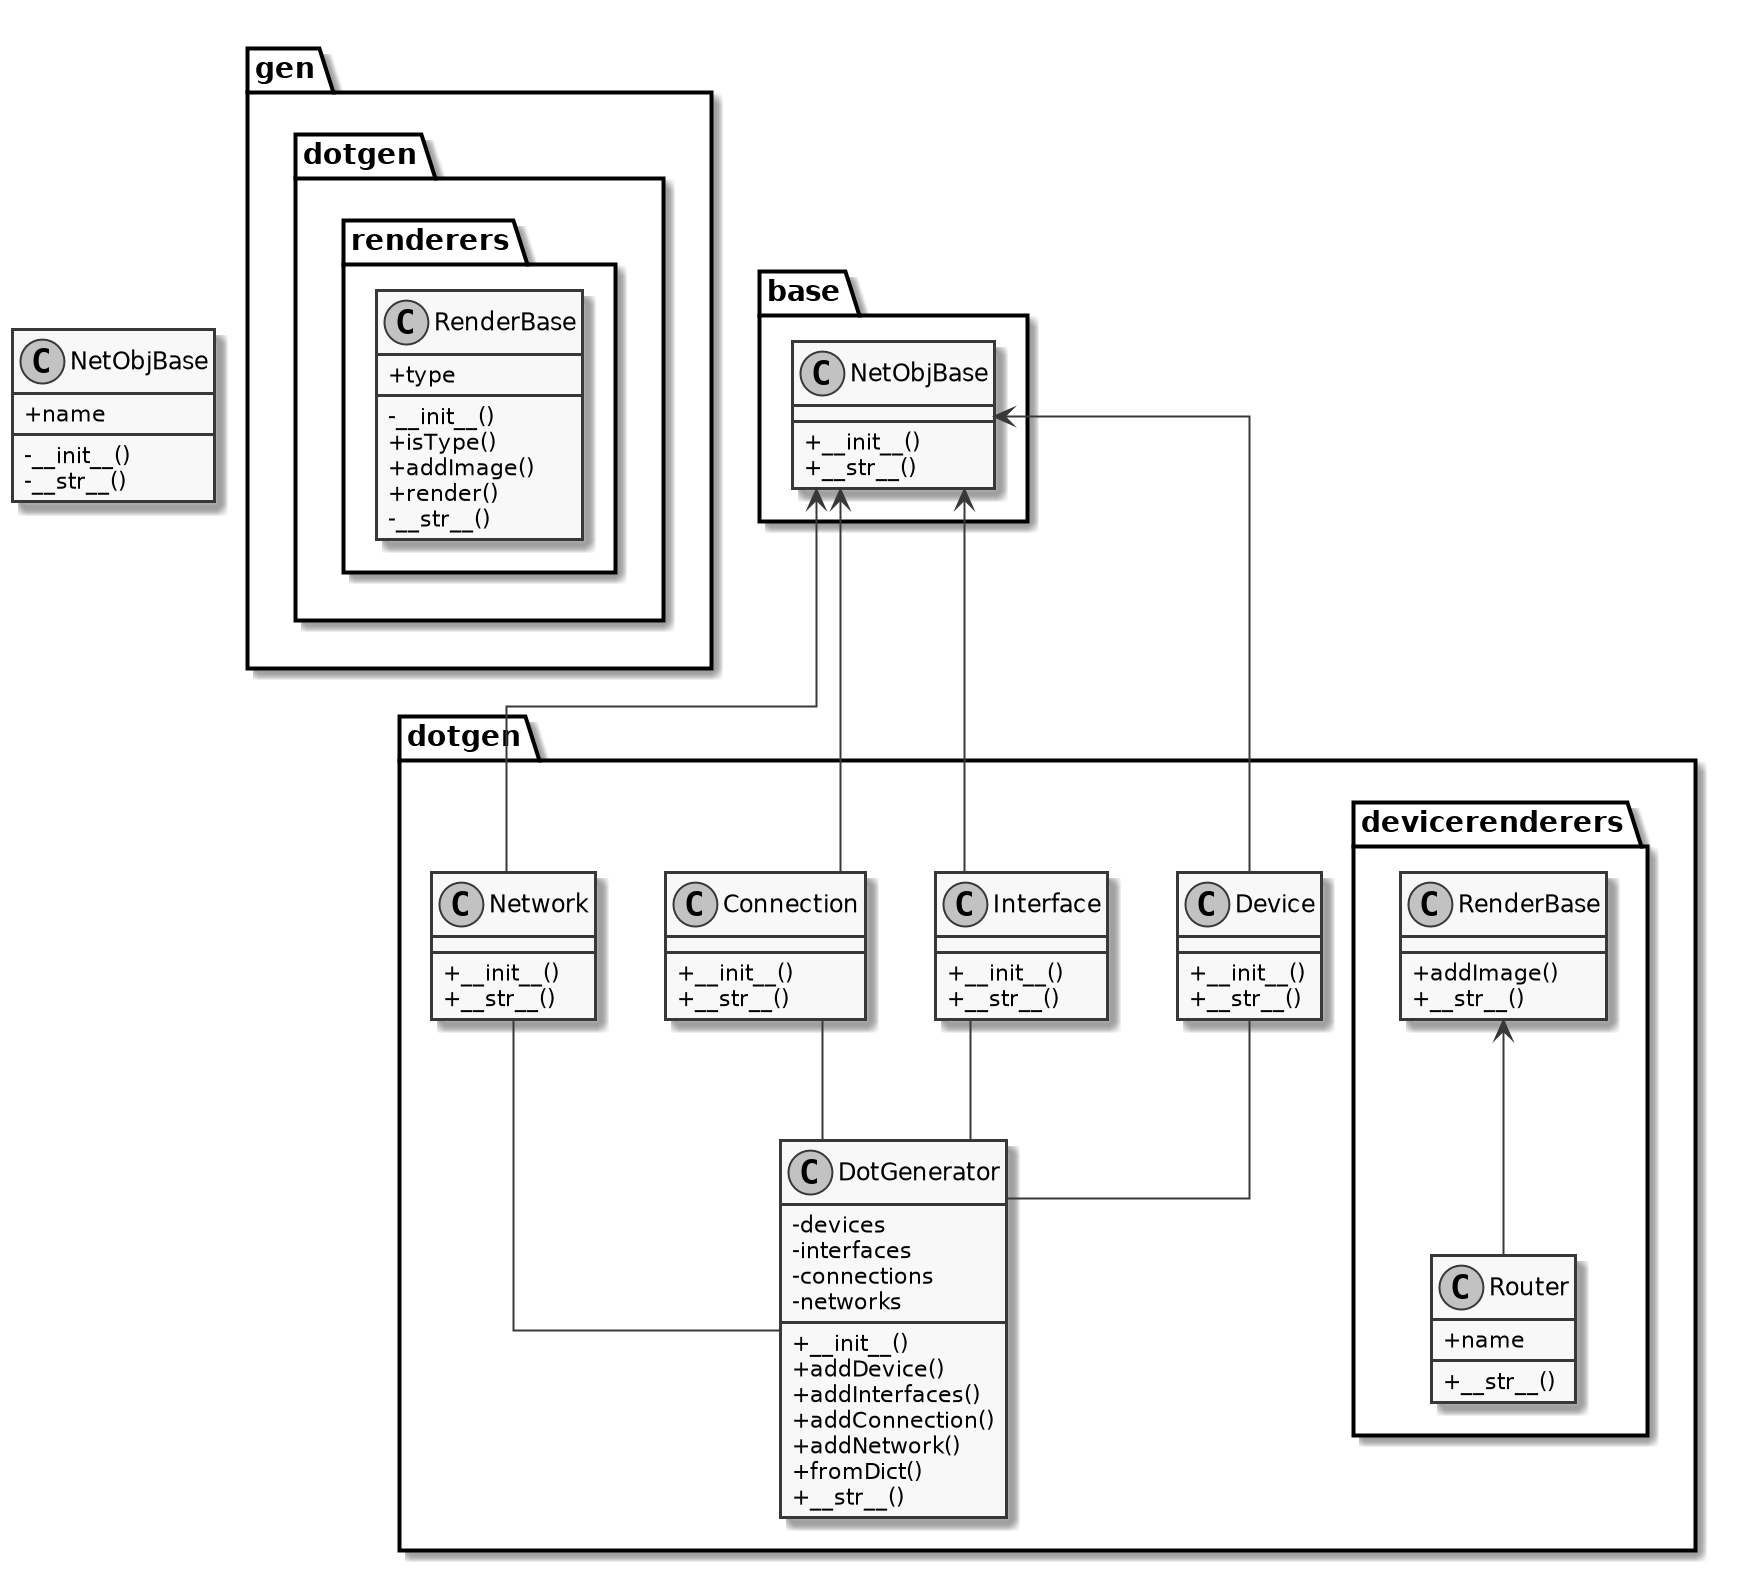 gen
dotgen
renderers
C RenderBase
+type
-__init__()
+isType()
+addImage()
+render()
-__str__()
C NetObjBase
+name
-__init__()
-__str__()
base
C NetObjBase
+__init__()
+__str__()
dotgen
C Network
+__init__()
+__str__()
C Connection
+__init__()
+__str__()
C Interface
+__init__()
+__str__()
C Device
+__init__()
+__str__()
devicerenderers
C RenderBase
+addImage()
+__str__()
C DotGenerator
-devices
-interfaces
-connections
-networks
+__init__()
+addDevice()
+addInterfaces()
+addConnection()
+addNetwork()
+fromDict()
+__str__()
C Router
+name
+__str__()